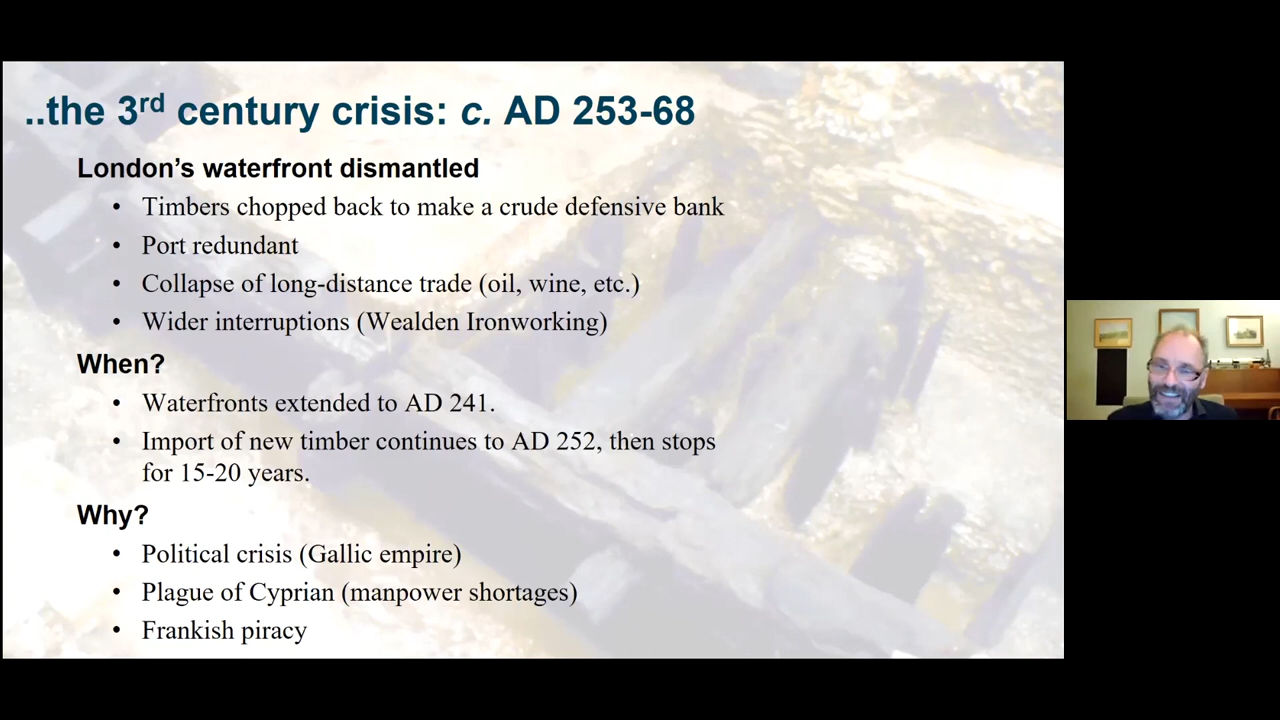 ..the 3rd century crisis: c. AD 253-68
London's waterfront dismantled
• Timbers chopped back to make a crude defensive bank
• Port redundant
• Collapse of long-distance trade (oil, wine, etc.)
• Wider interruptions (Wealden Ironworking)
When?
• Waterfronts extended to AD 241.
• Import of new timber continues to AD 252, then stops
for 15-20 years.
Why?
• Political crisis (Gallic empire)
• Plague of Cyprian (manpower shortages)
• Frankish piracy